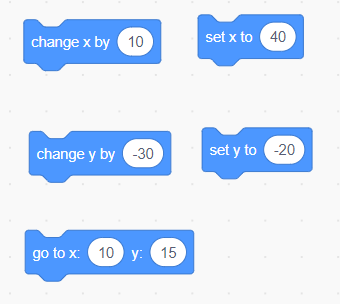 change x by 10
set x to 40
change y by -30
set y to -20
go to x: 10 y: 15